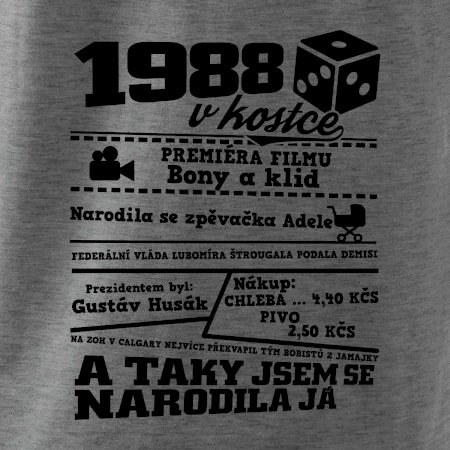 1988
v kostce
PREMIÉRA FILMU
Bony a klid
Narodila se zpěvačka Adele
FEDERÁLNÍ VLÁDA LUBOMÍRA ŠTROUGALA PODALA DEMISI
Prezidentem byl:
Gustáv Husák
Nákup:
CHLEBA ... 4,40 KČS
PIVO
2,50 KČS
NA ZOH V CALGARY NEJVÍCE PŘEKVAPIL TÝM BOBISTŮ Z JAMAJKY
A TAKY JSEM SE
NARODILA JÁ